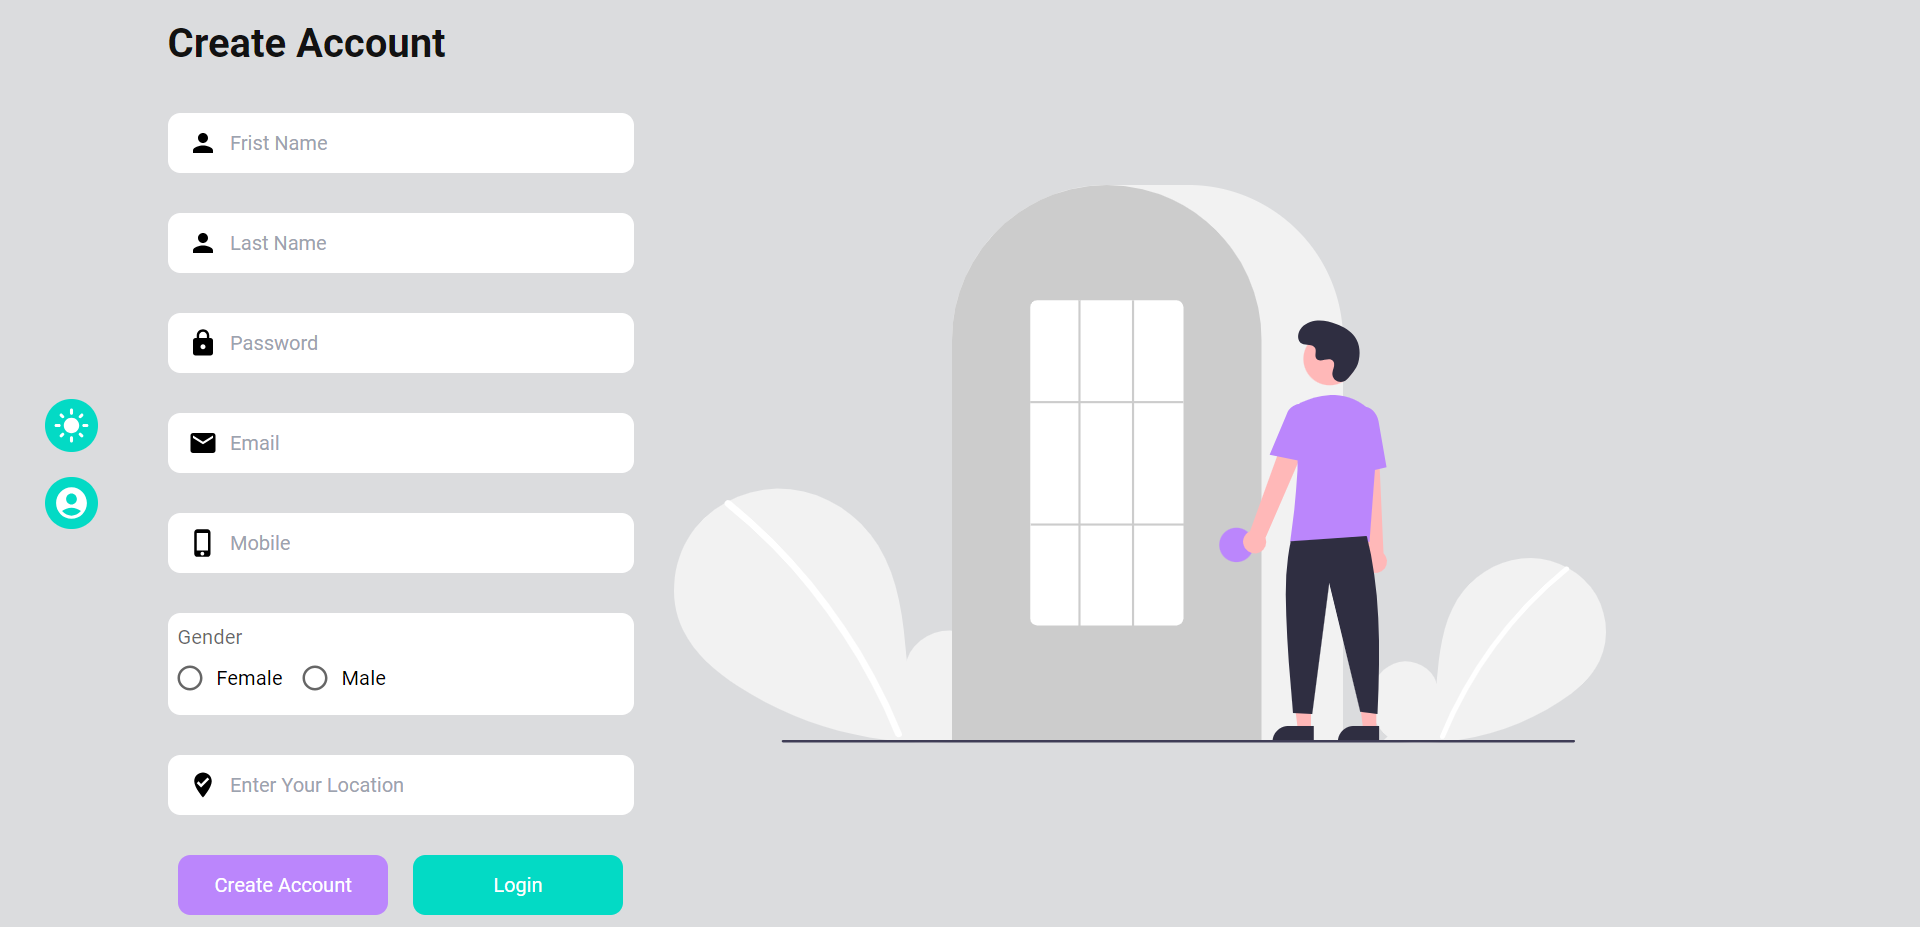 Create Account
Frist Name
Last Name
Password
Email
Mobile
Gender
Female Male
Enter Your Location
Create Account Login